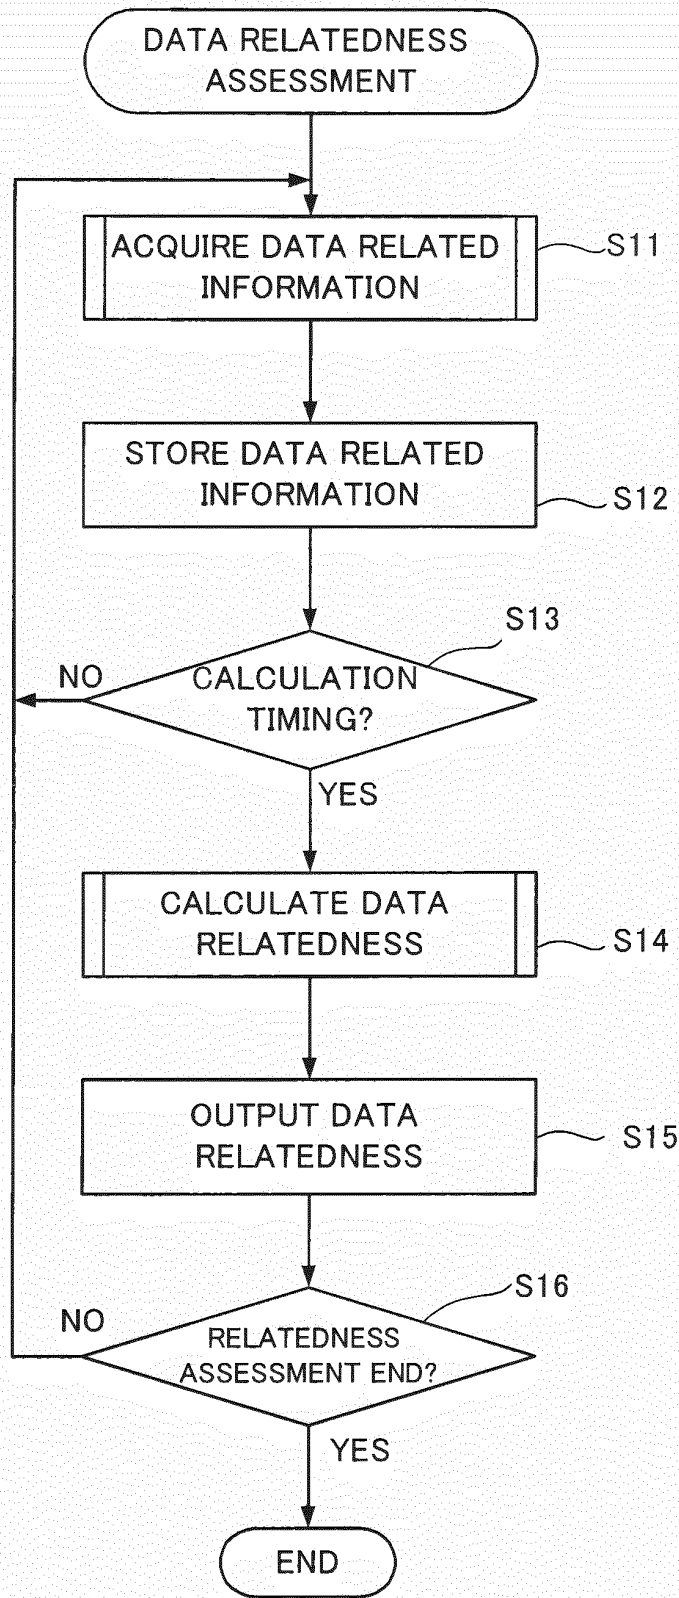 DATA RELATEDNESS
ASSESSMENT
ACQUIRE DATA RELATED
INFORMATION
S11
STORE DATA RELATED
INFORMATION
S12
S13
NO
CALCULATION
TIMING?
YES
CALCULATE DATA
RELATEDNESS
S14
OUTPUT DATA
RELATEDNESS
S15
S16
NO
RELATEDNESS
ASSESSMENT END?
YES
END